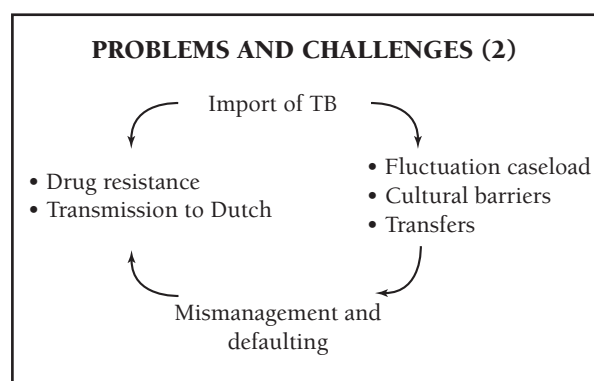 PROBLEMS AND CHALLENGES (2)
Import of TB
• Drug resistance
• Transmission to Dutch
• Fluctuation caseload
• Cultural barriers
• Transfers
Mismanagement and
defaulting